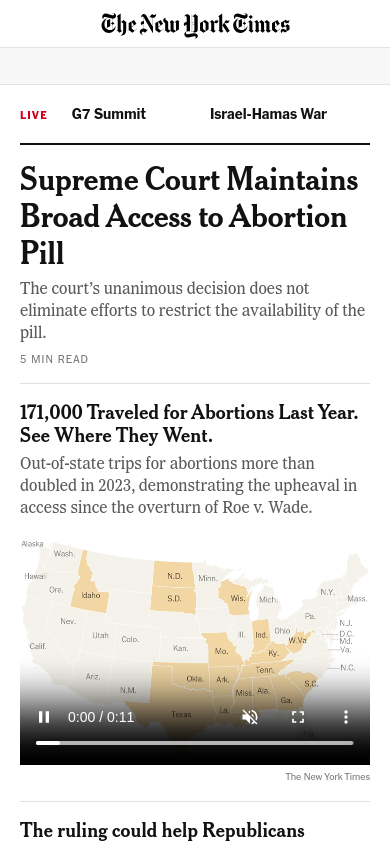 The New York Times
LIVE G7 Summit Israel-Hamas War
Supreme Court Maintains
Broad Access to Abortion
Pill
The court's unanimous decision does not
eliminate efforts to restrict the availability of the
pill.
5 MIN READ
171,000 Traveled for Abortions Last Year.
See Where They Went.
Out-of-state trips for abortions more than
doubled in 2023, demonstrating the upheaval in
access since the overturn of Roe v. Wade.
Alaska
Wash.
Hawaii
N.D.
Minn.
Ore.
Idaho
S.D.
Wis.
Mich.
N.Y.
Mass.
Nev.
Utah
Colo.
Kan.
Mo.
Ill.
Ind.
Ohio
Pa.
N.J.
D.C.
Md.
W.Va
Va.
Calif.
Ky.
N.C.
Ariz.
N.M.
Okla.
Ark.
Tenn.
S.C.
Miss.
Ala.
Ga.
La.
Texas
0:00 / 0:11
The New York Times
The ruling could help Republicans